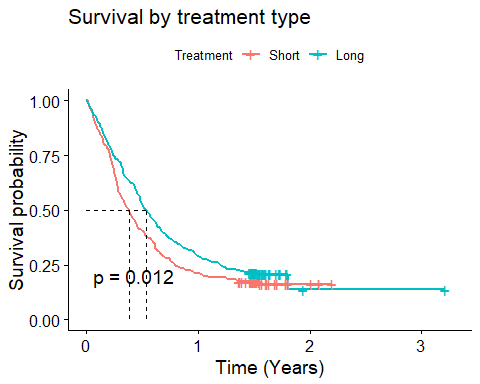 Survival by treatment type
Treatment Short Long
Survival probability
1.00
0.75
0.50
0.25
0.00
p = 0.012
0 1 2 3
Time (Years)